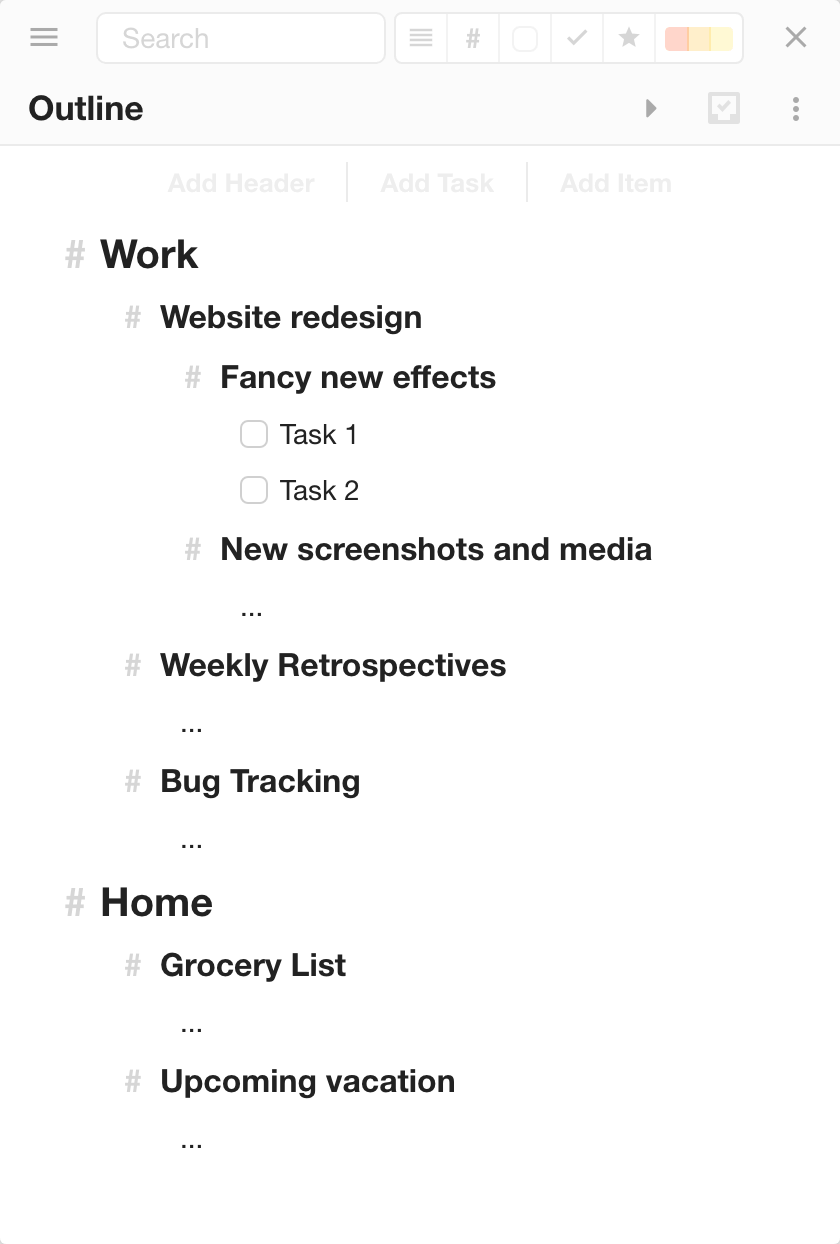 Search #
Outline
Add Header Add Task Add Item
# Work
# Website redesign
# Fancy new effects
Task 1
Task 2
# New screenshots and media
...
# Weekly Retrospectives
...
# Bug Tracking
...
# Home
# Grocery List
...
# Upcoming vacation
...